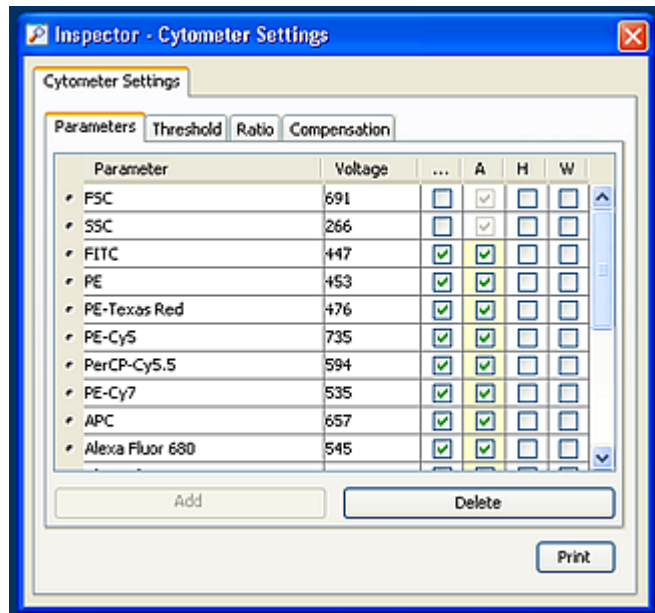 Inspector - Cytometer Settings
Cytometer Settings
Parameters Threshold Ratio Compensation
Parameter Voltage ... A H W
FSC 691
SSC 266
FITC 447
PE 453
PE-Texas Red 476
PE-Cy5 735
PerCP-Cy5.5 594
PE-Cy7 535
APC 657
Alexa Fluor 680 545
Add Delete
Print